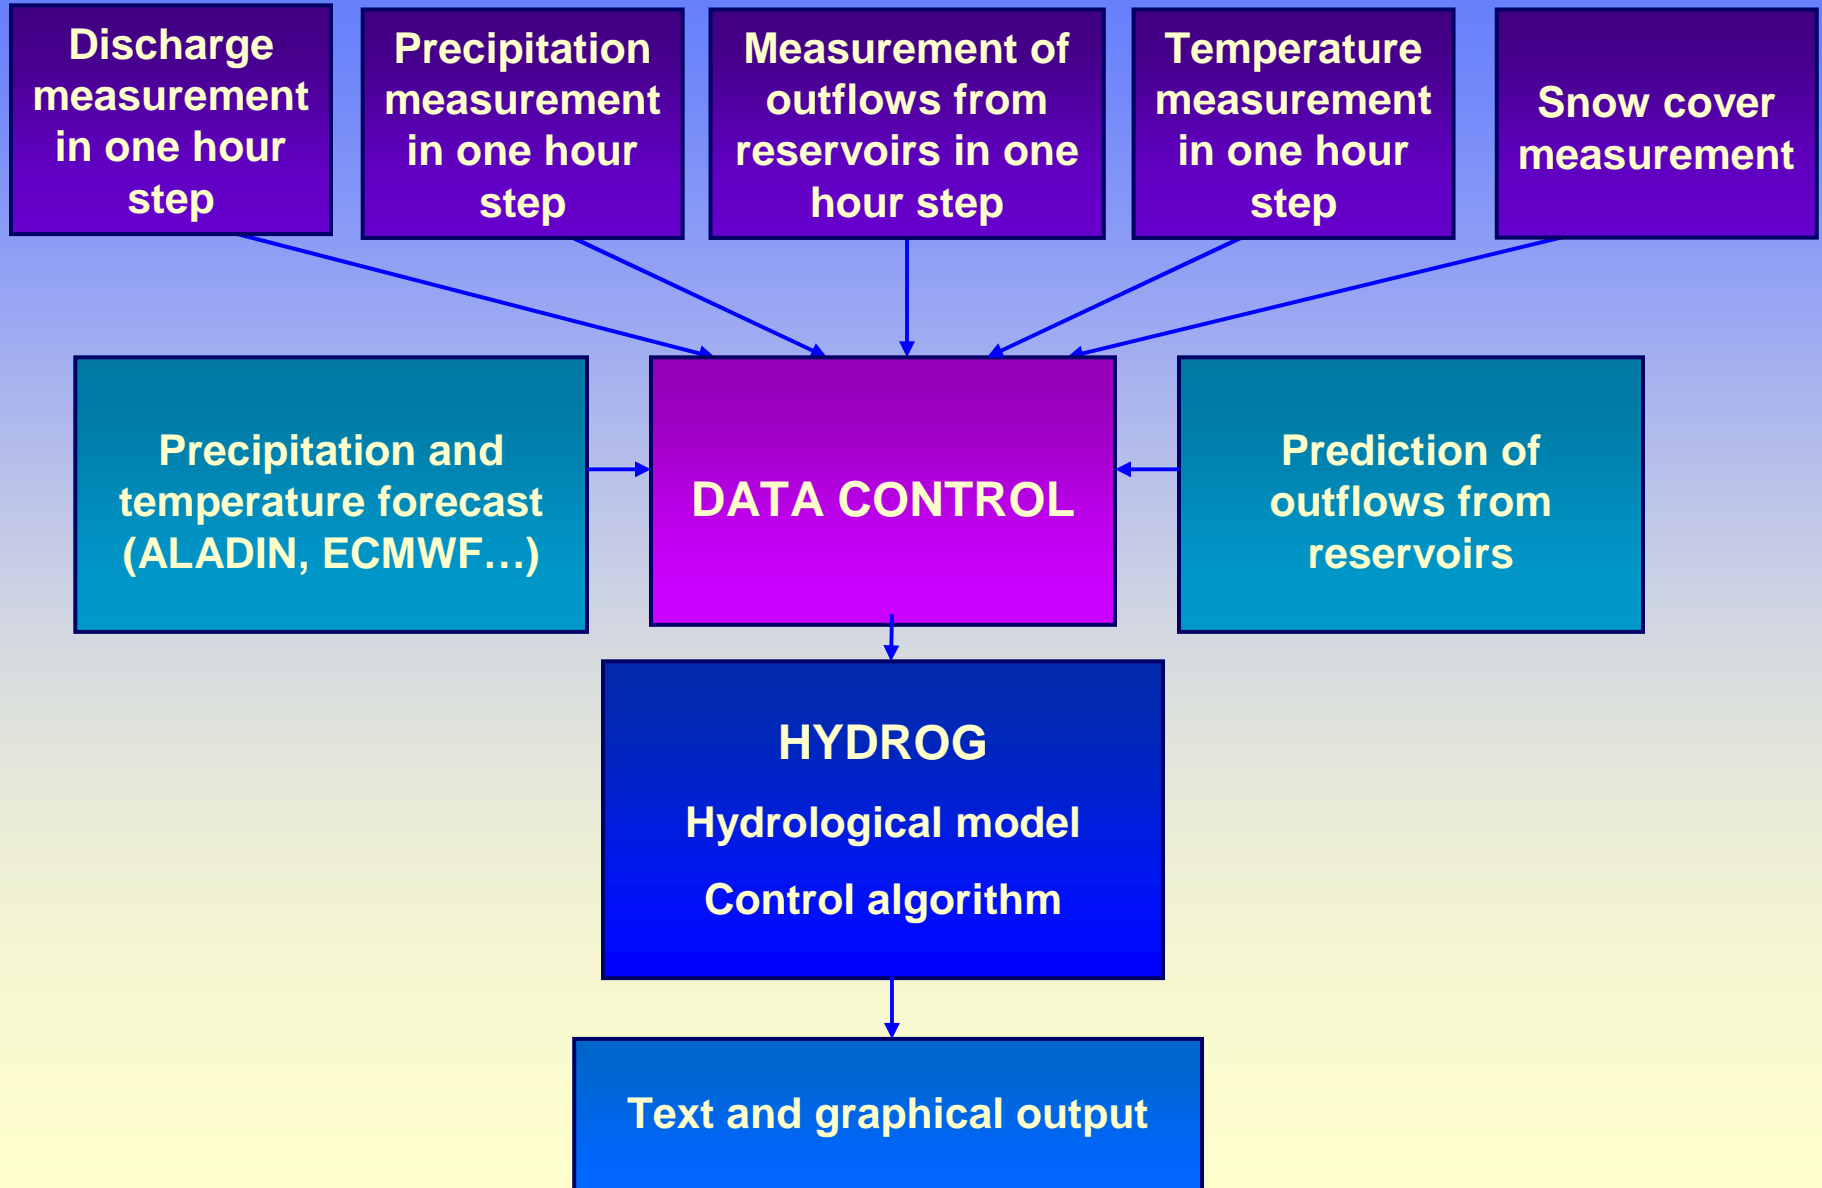 Discharge
measurement
in one hour
step
Precipitation
measurement
in one hour
step
Measurement of
outflows from
reservoirs in one
hour step
Temperature
measurement
in one hour
step
Snow cover
measurement
Precipitation and
temperature forecast
(ALADIN, ECMWF…)
DATA CONTROL
Prediction of
outflows from
reservoirs
HYDROG
Hydrological model
Control algorithm
Text and graphical output